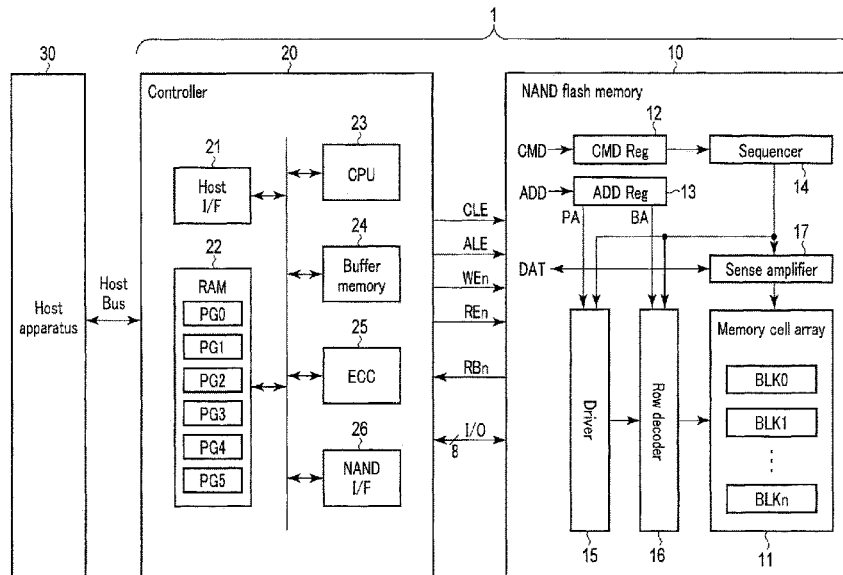 1
30
20
10
Controller
NAND flash memory
23
CPU
21
Host
I/F
24
Buffer
memory
22
RAM
PG0
PG1
PG2
PG3
PG4
PG5
25
ECC
26
NAND
I/F
Host
apparatus
Host
Bus
CLE
ALE
WEn
REn
RBn
I/O
8
12
CMD
CMD Reg
Sequencer
14
ADD
ADD Reg
13
PA
BA
17
DAT
Sense amplifier
Driver
15
Row decoder
16
Memory cell array
BLK0
BLK1
BLKn
11